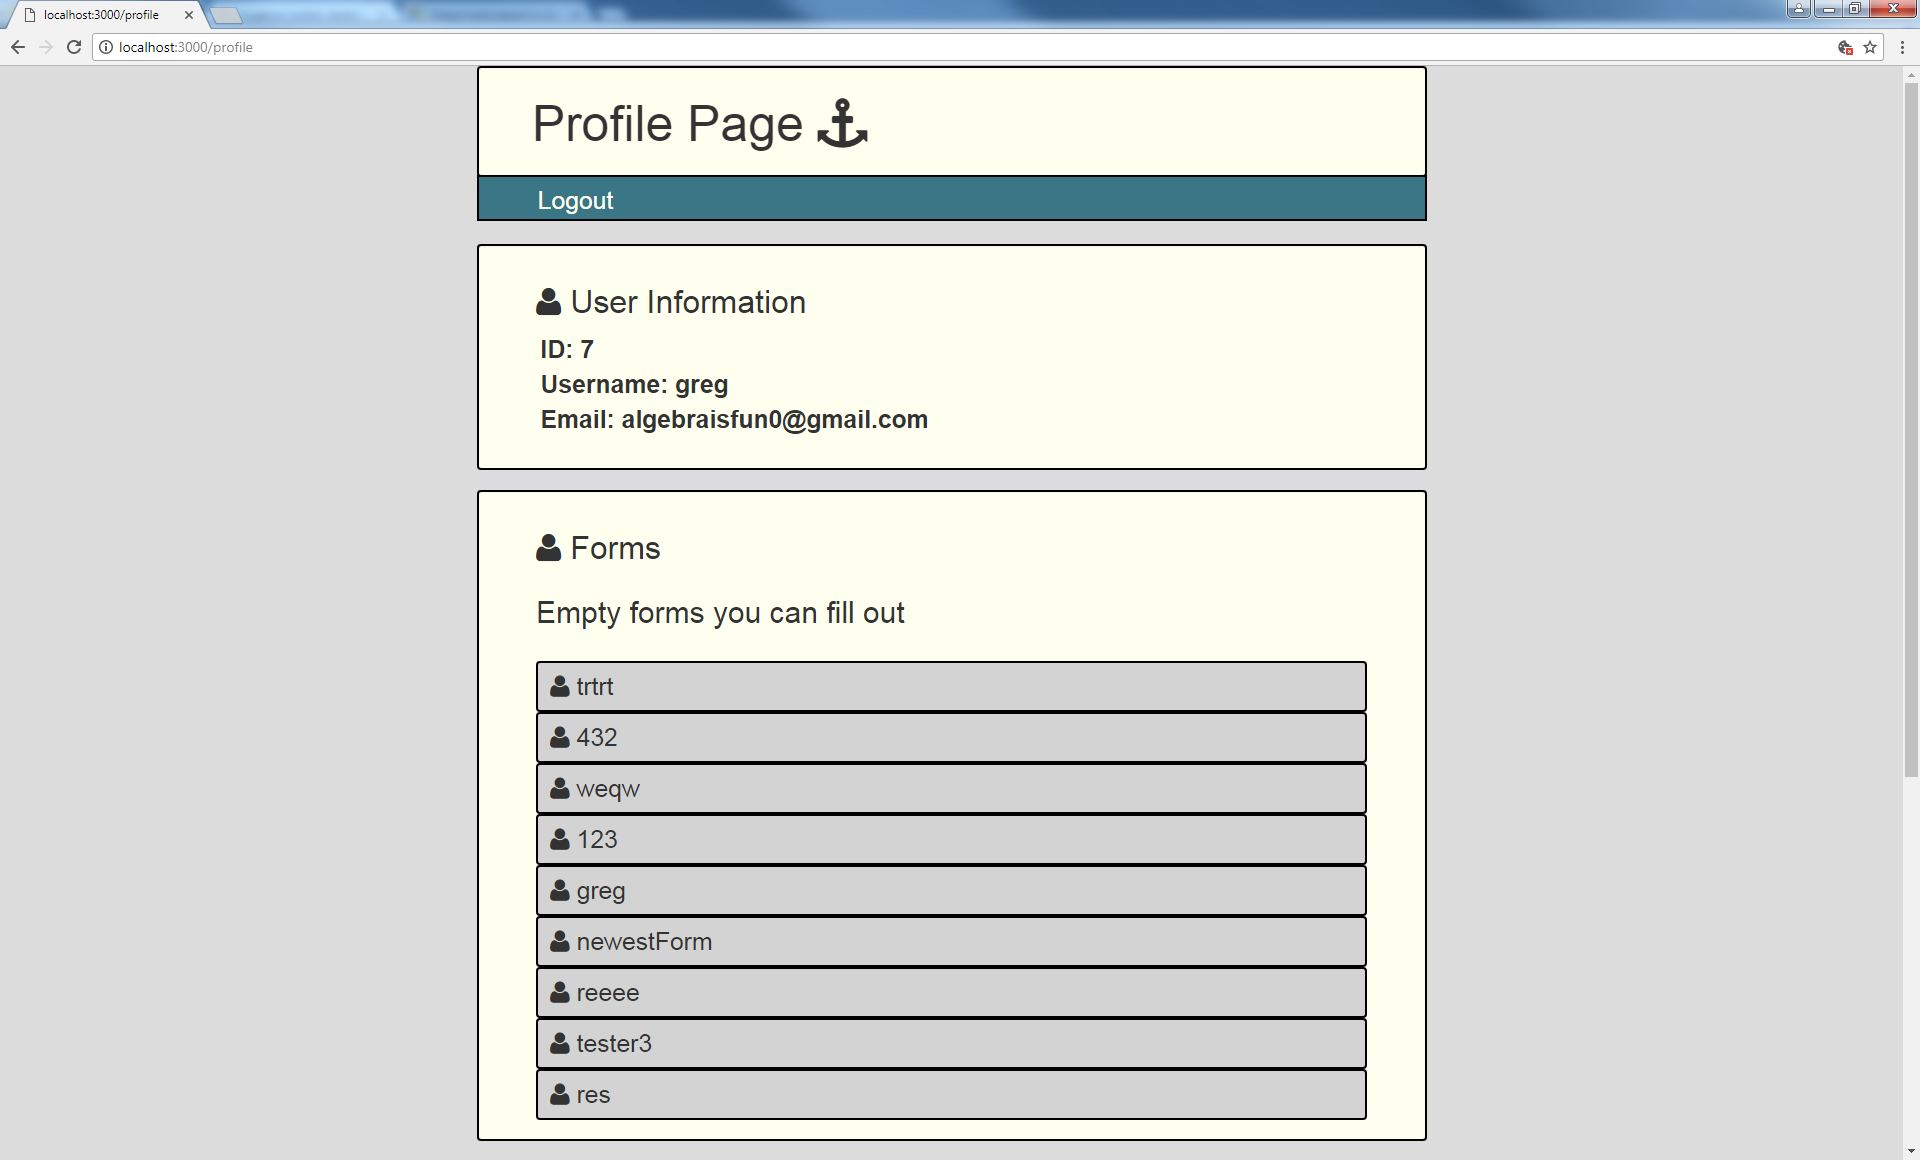 localhost:3000/profile
localhost:3000/profile
Profile Page
Logout
User Information
ID: 7
Username: greg
Email: algebraisfun0@gmail.com
Forms
Empty forms you can fill out
trtrt
432
weqw
123
greg
newestForm
reeee
tester3
res